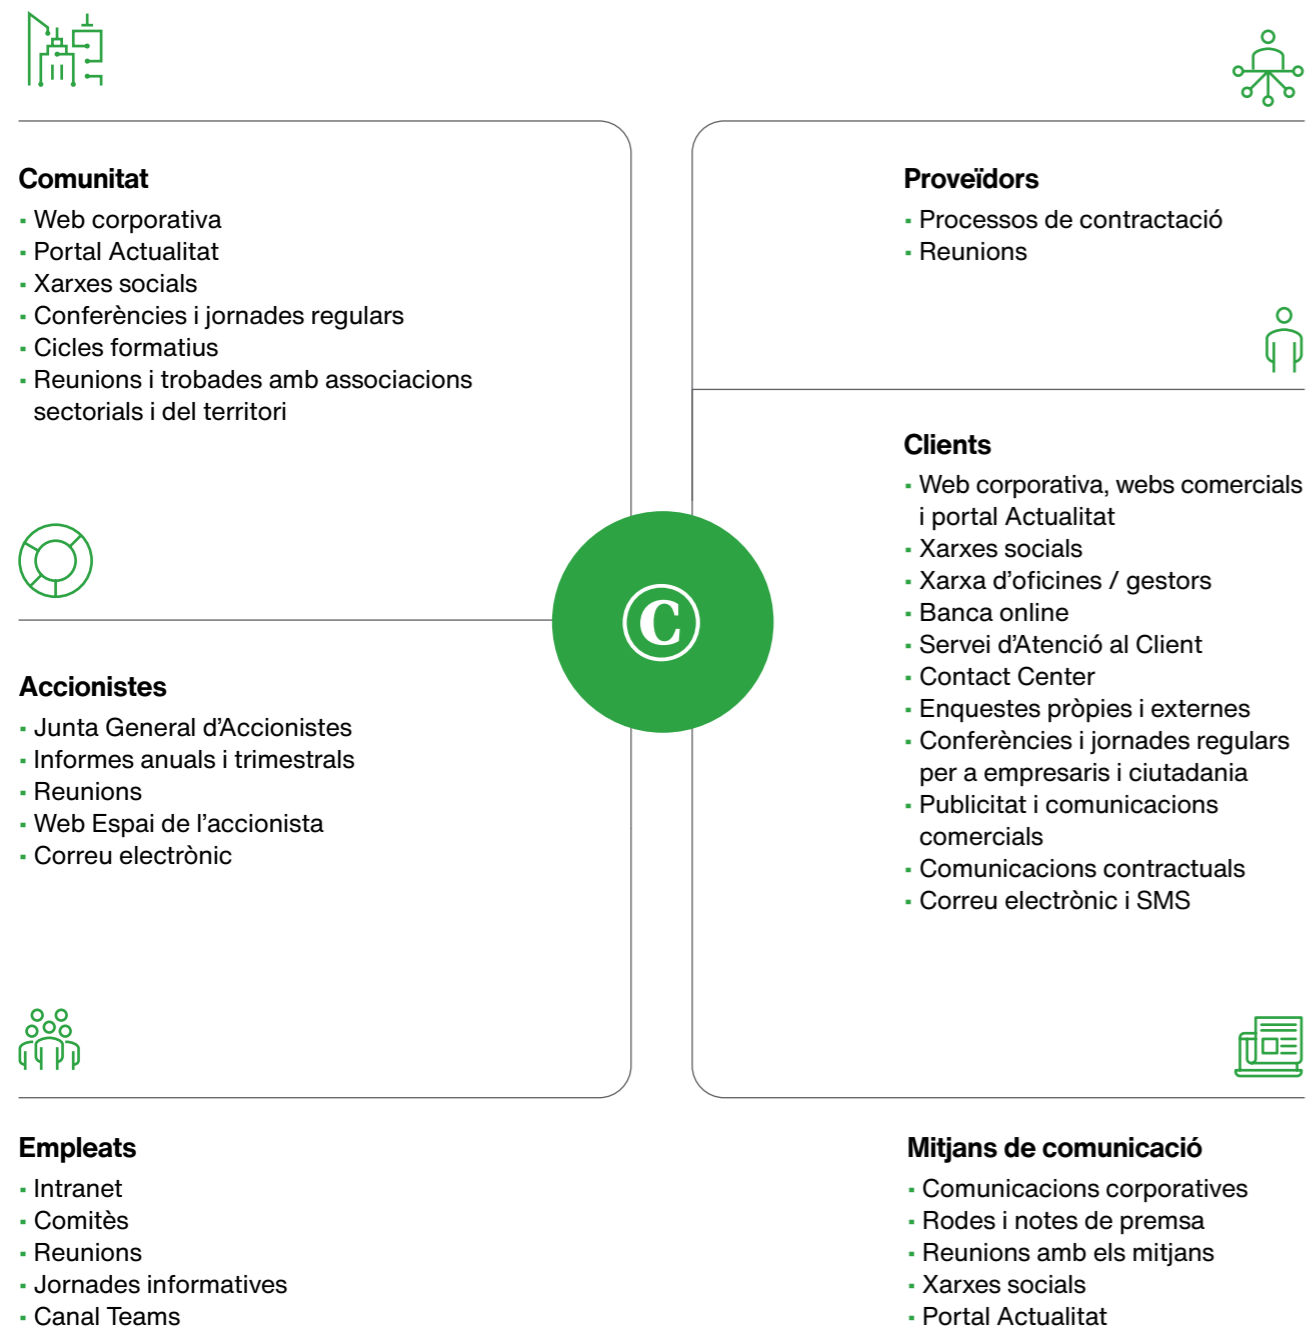 Comunitat
▪ Web corporativa
▪ Portal Actualitat
▪ Xarxes socials
▪ Conferències i jornades regulars
▪ Cicles formatius
▪ Reunions i trobades amb associacions
sectorials i del territori
Accionistes
▪ Junta General d’Accionistes
▪ Informes anuals i trimestrals
▪ Reunions
▪ Web Espai de l’accionista
▪ Correu electrònic
Empleats
▪ Intranet
▪ Comitès
▪ Reunions
▪ Jornades informatives
▪ Canal Teams
©
Proveïdors
▪ Processos de contractació
▪ Reunions
Clients
▪ Web corporativa, webs comercials
i portal Actualitat
▪ Xarxes socials
▪ Xarxa d’oficines / gestors
▪ Banca online
▪ Servei d’Atenció al Client
▪ Contact Center
▪ Enquestes pròpies i externes
▪ Conferències i jornades regulars
per a empresaris i ciutadania
▪ Publicitat i comunicacions
comercials
▪ Comunicacions contractuals
▪ Correu electrònic i SMS
Mitjans de comunicació
▪ Comunicacions corporatives
▪ Rodes i notes de premsa
▪ Reunions amb els mitjans
▪ Xarxes socials
▪ Portal Actualitat